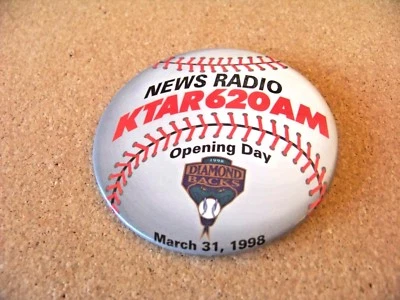 NEWS RADIO
KTAR620AM
Opening Day
1998
DIAMOND
BACKS
March 31, 1998